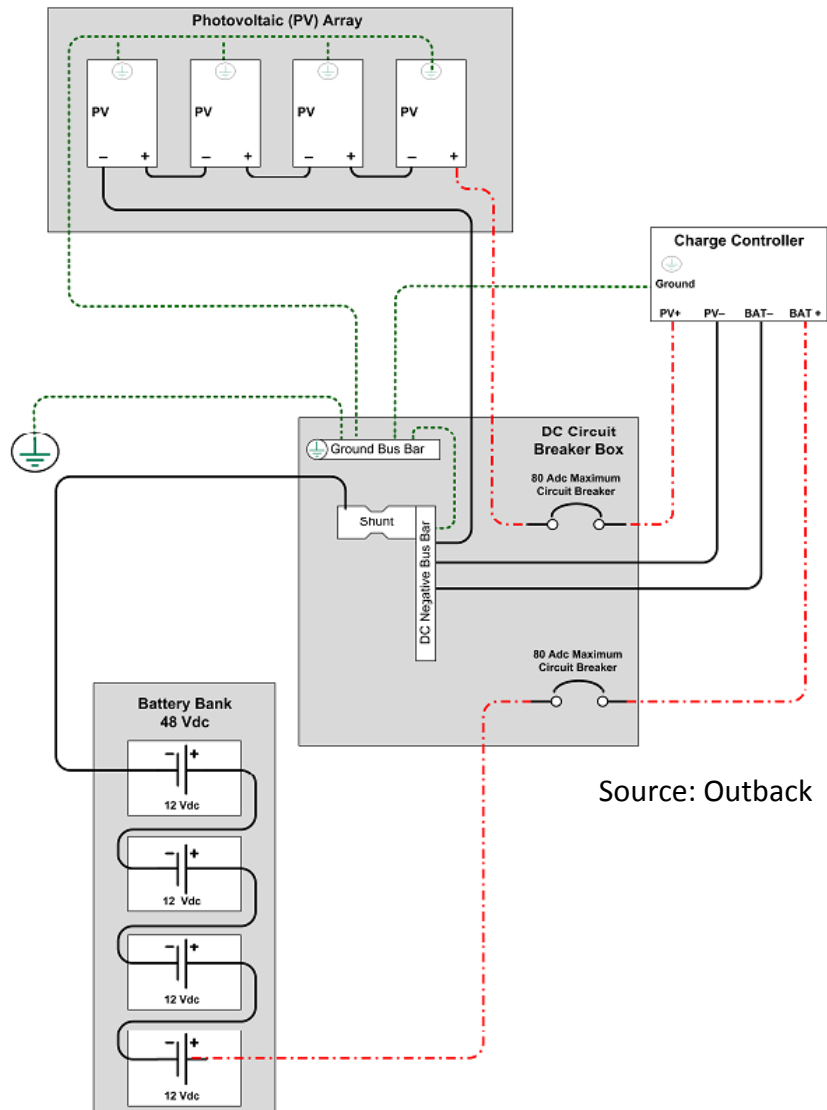 Photovoltaic (PV) Array
PV
PV
PV
PV
– +
– +
– +
– +
Charge Controller
Ground
PV+ PV– BAT– BAT +
DC Circuit
Breaker Box
Ground Bus Bar
80 Adc Maximum
Circuit Breaker
Shunt
DC Negative Bus Bar
80 Adc Maximum
Circuit Breaker
Battery Bank
48 Vdc
– +
12 Vdc
– +
12 Vdc
– +
12 Vdc
– +
12 Vdc
Source: Outback